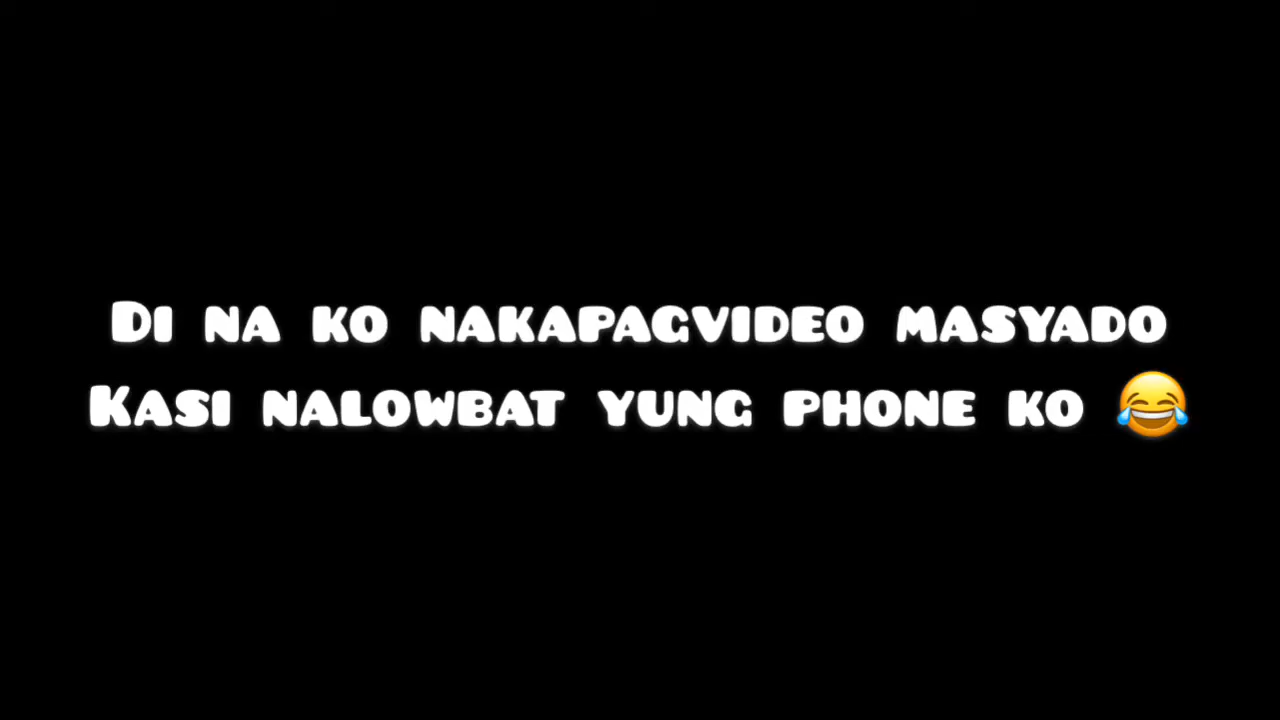 Di na ko nakapagvideo masyado
Kasi nalowbat yung phone ko 😂